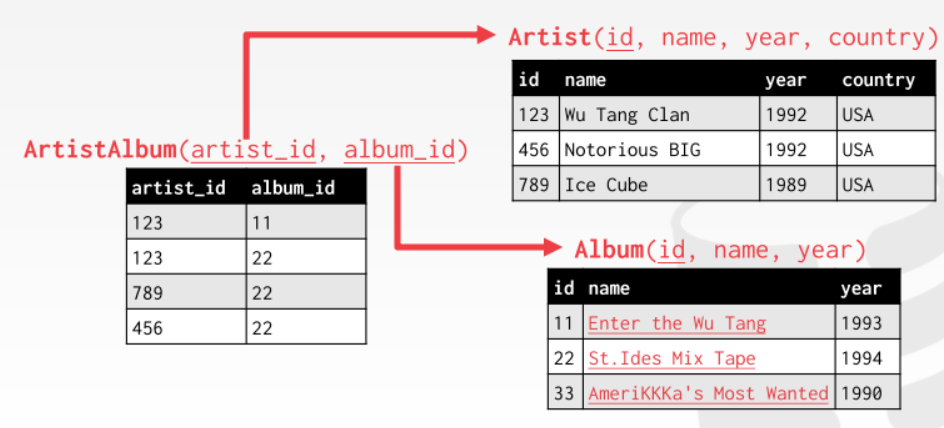 Artist(id, name, year, country)
id name year country
123 Wu Tang Clan 1992 USA
456 Notorious BIG 1992 USA
789 Ice Cube 1989 USA
ArtistAlbum(artist_id, album_id)
artist_id album_id
123 11
123 22
789 22
456 22
Album(id, name, year)
id name year
11 Enter the Wu Tang 1993
22 St.Ides Mix Tape 1994
33 AmeriKKKa's Most Wanted 1990